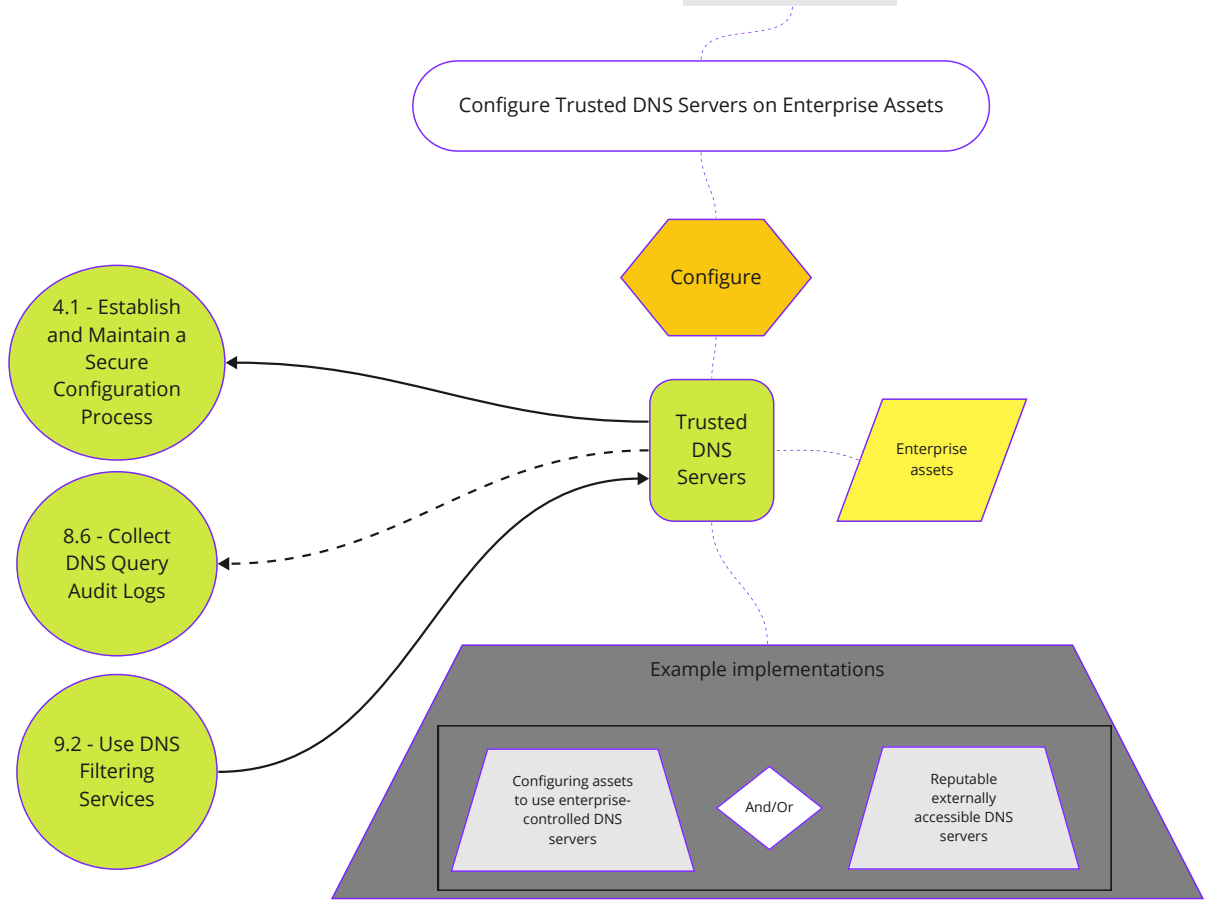 Configure Trusted DNS Servers on Enterprise Assets
Configure
4.1 - Establish
and Maintain a
Secure
Configuration
Process
Trusted
DNS
Servers
Enterprise
assets
8.6 - Collect
DNS Query
Audit Logs
9.2 - Use DNS
Filtering
Services
Example implementations
Configuring assets
to use enterprise-
controlled DNS
servers
And/Or
Reputable
externally
accessible DNS
servers